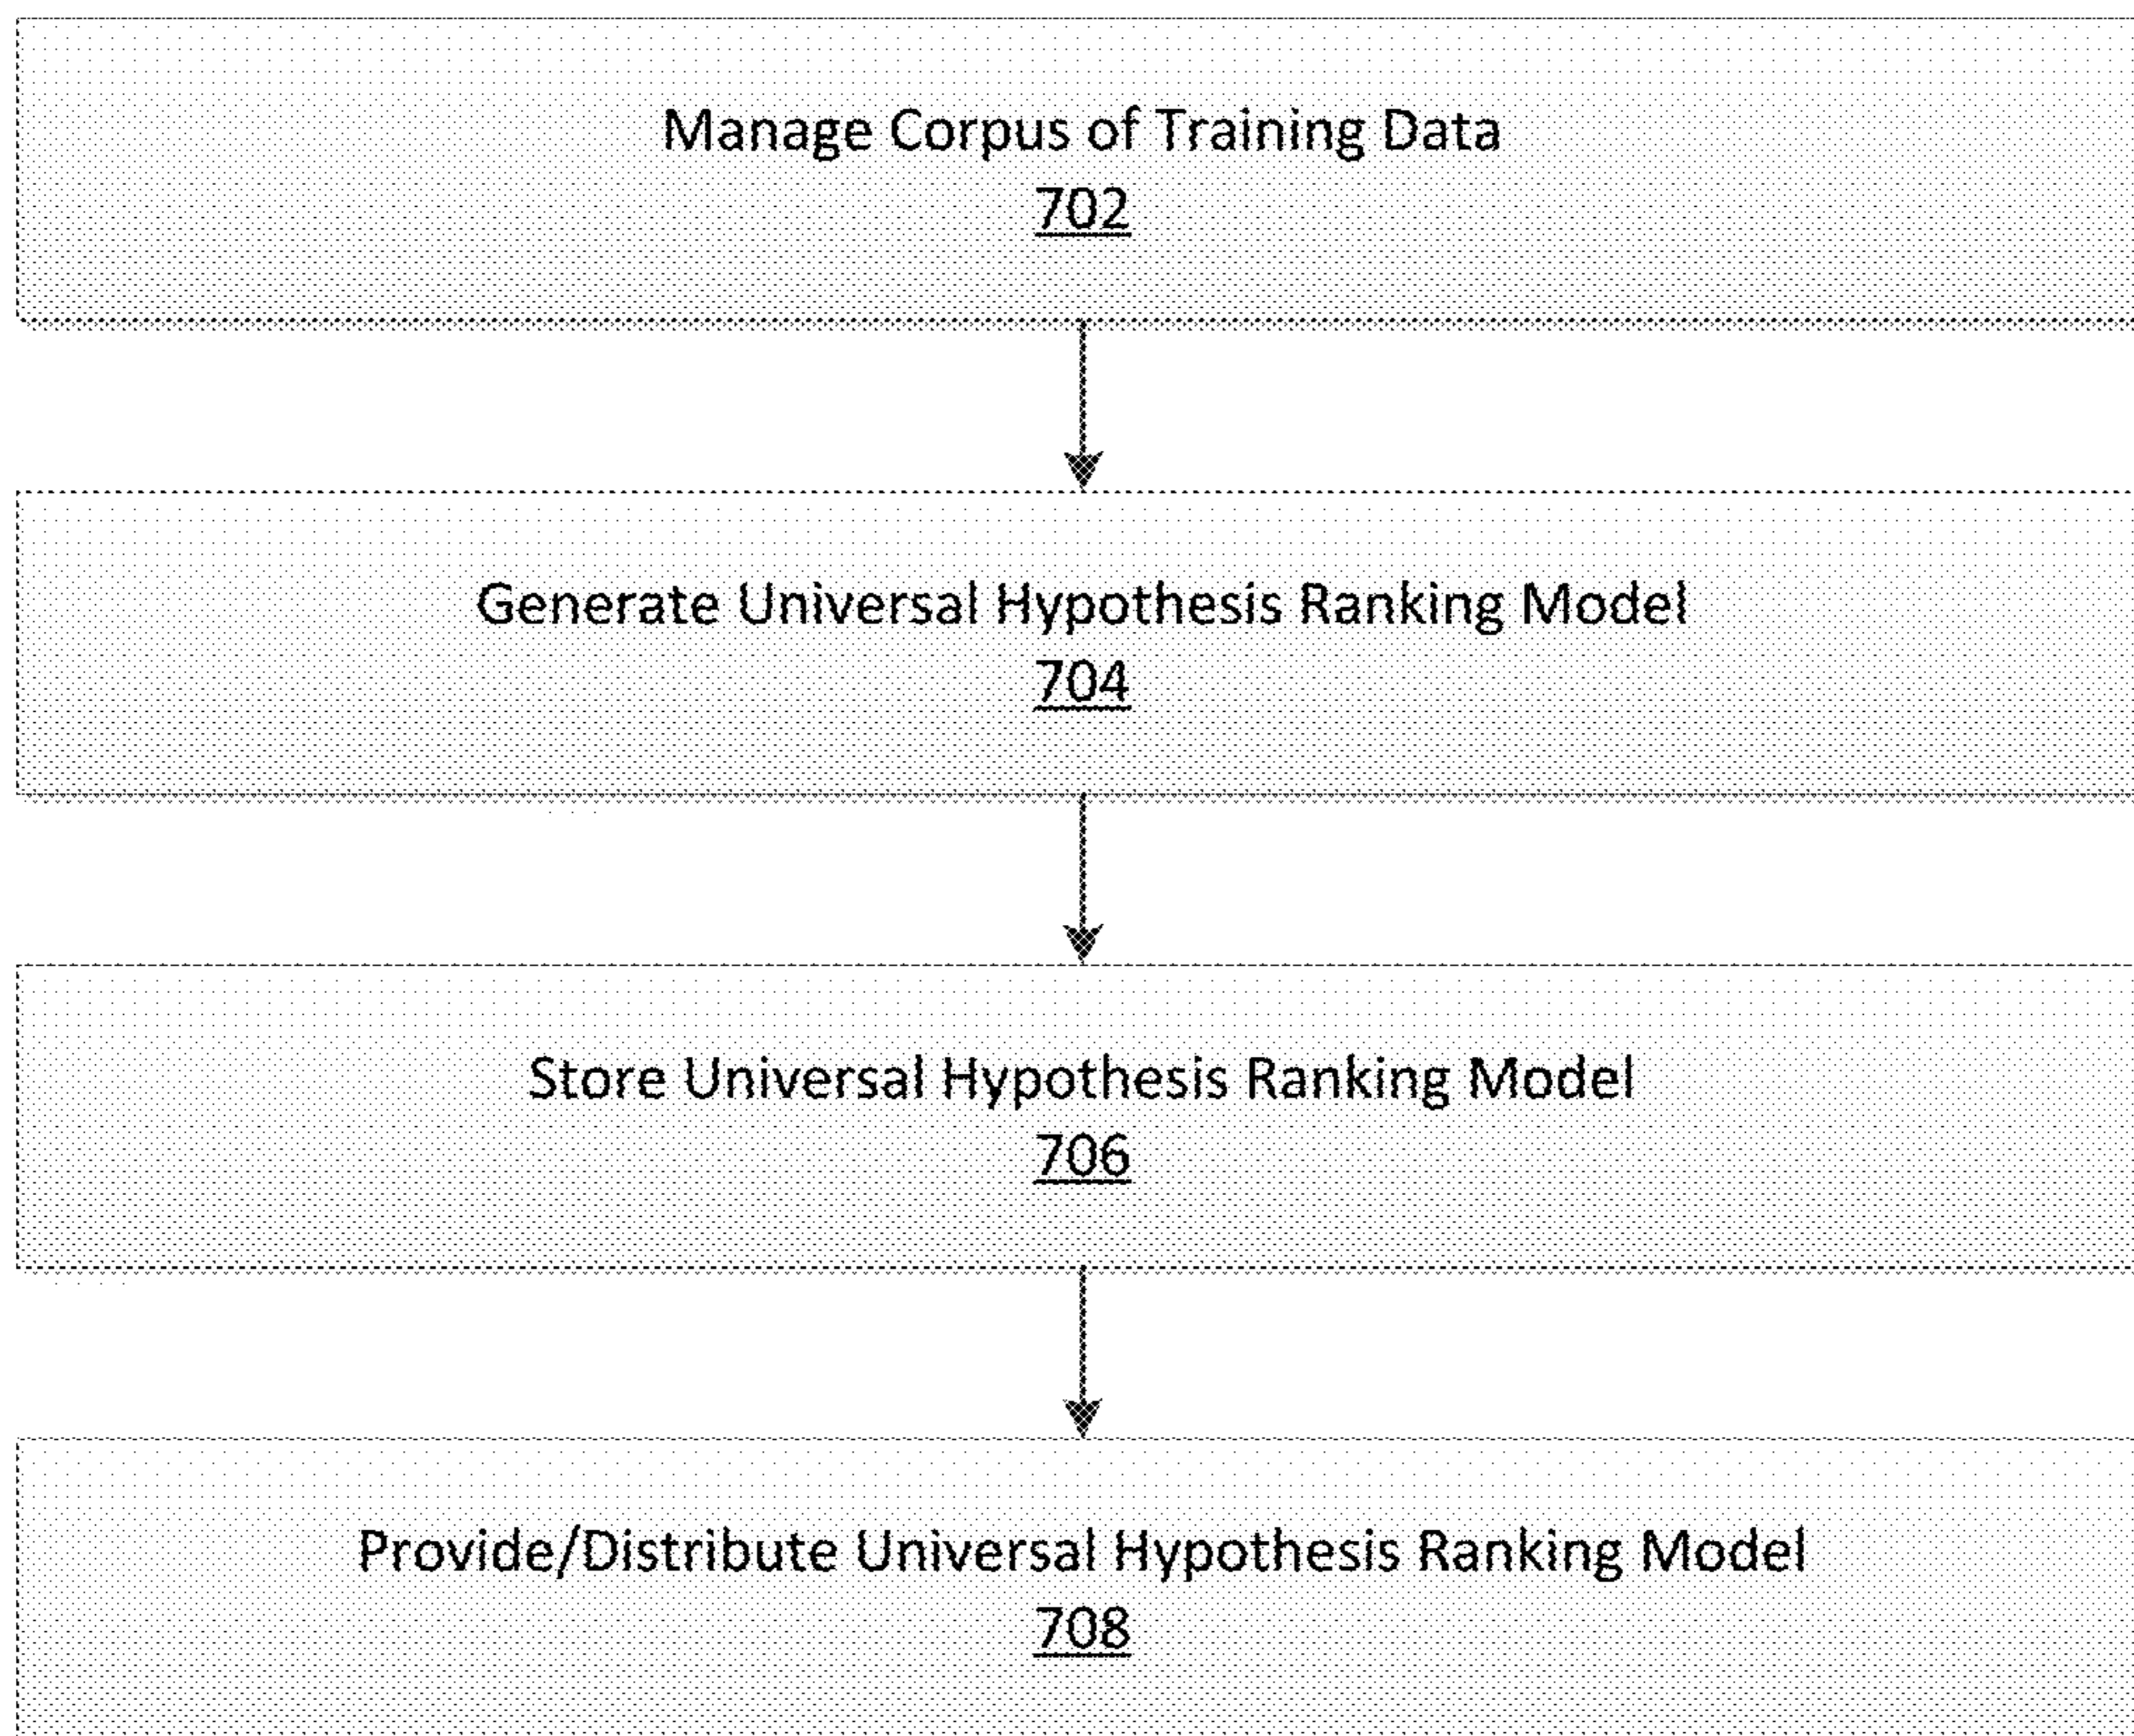 Manage Corpus of Training Data
702
Generate Universal Hypothesis Ranking Model
704
Store Universal Hypothesis Ranking Model
706
Provide/Distribute Universal Hypothesis Ranking Model
708